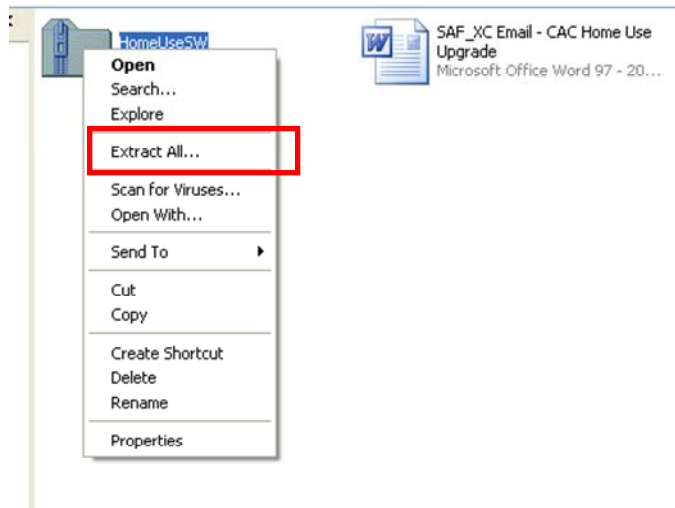 HomeUseSW
SAF_XC Email - CAC Home Use
Upgrade
Microsoft Office Word 97 - 20...
Open
Search...
Explore
Extract All...
Scan for Viruses...
Open With...
Send To
Cut
Copy
Create Shortcut
Delete
Rename
Properties